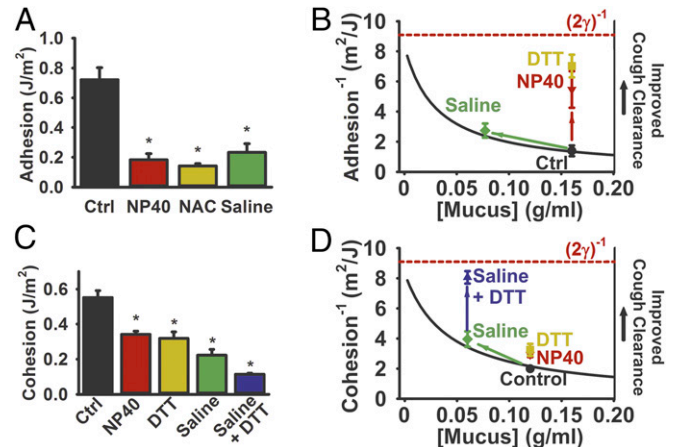 A
Adhesion (J/m²)
1.0
0.8
0.6
0.4
0.2
0.0
*
*
*
Ctrl NP40 NAC Saline
B
Adhesion⁻¹ (m²/J)
10
8
6
4
2
0
(2γ)⁻¹
DTT
NP40
Saline
Ctrl
0 0.05 0.10 0.15 0.20
[Mucus] (g/ml)
Improved
Cough Clearance
C
Cohesion (J/m²)
0.6
0.4
0.2
0.0
*
*
*
*
Ctrl
NP40
DTT
Saline
Saline
+ DTT
D
Cohesion⁻¹ (m²/J)
10
8
6
4
2
0
(2γ)⁻¹
Saline
+ DTT
Saline
DTT
NP40
Control
0 0.05 0.10 0.15 0.20
[Mucus] (g/ml)
Improved
Cough Clearance